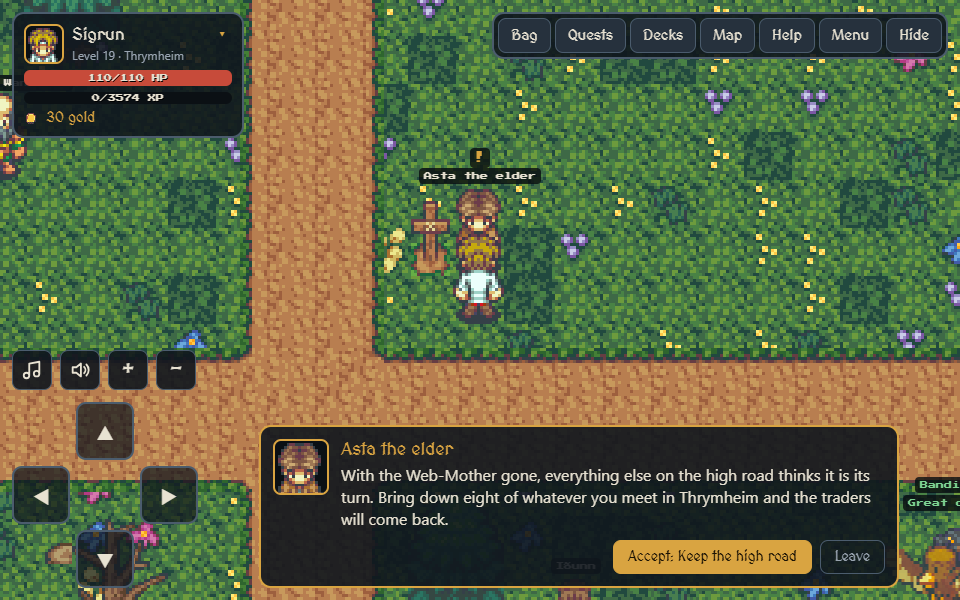 Sigrun
Level 19 · Thrymheim
110/110 HP
0/3574 XP
30 gold
Bag
Quests
Decks
Map
Help
Menu
Hide
!
Asta the elder
Asta the elder
With the Web-Mother gone, everything else on the high road thinks it is its
turn. Bring down eight of whatever you meet in Thrymheim and the traders
will come back.
Accept: Keep the high road
Leave
Bandi
Great